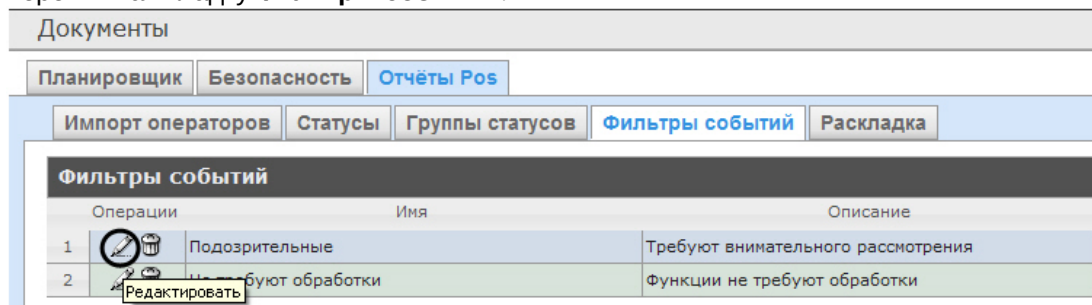 Документы
Планировщик Безопасность Отчёты Pos
Импорт операторов Статусы Группы статусов Фильтры событий Раскладка
Фильтры событий
Операции Имя Описание
1 Подозрительные Требуют внимательного рассмотрения
2 требуют обработки Функции не требуют обработки
Редактировать